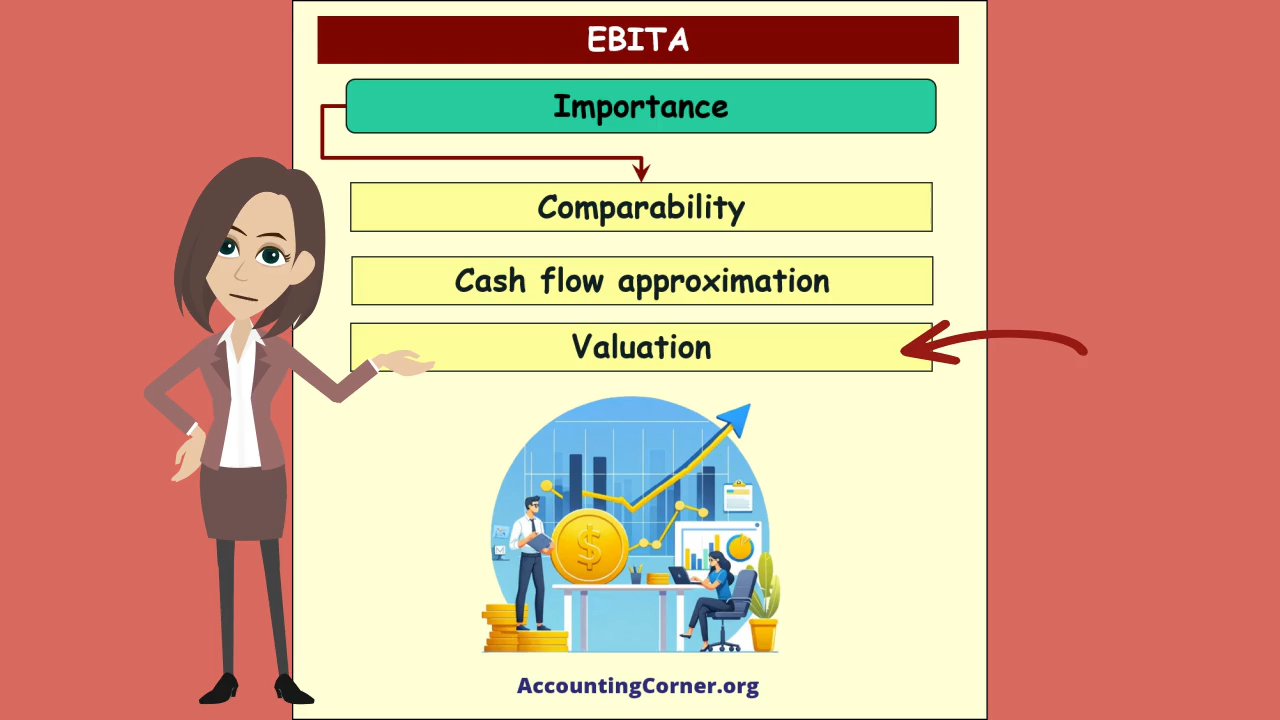 EBITA
Importance
Comparability
Cash flow approximation
Valuation
$
AccountingCorner.org